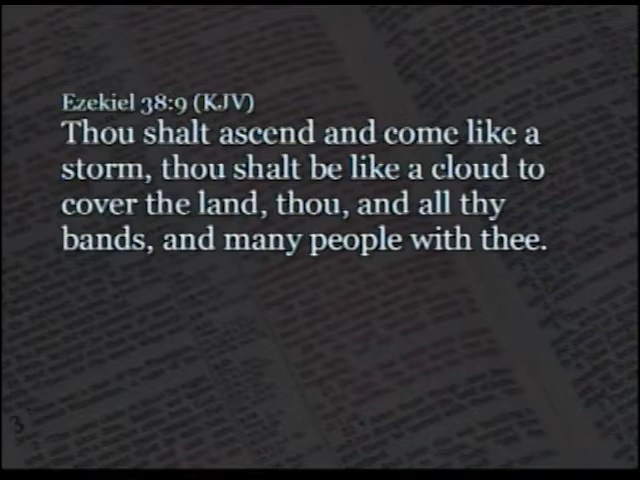 Ezekiel 38:9 (KJV)
Thou shalt ascend and come like a
storm, thou shalt be like a cloud to
cover the land, thou, and all thy
bands, and many people with thee.
3